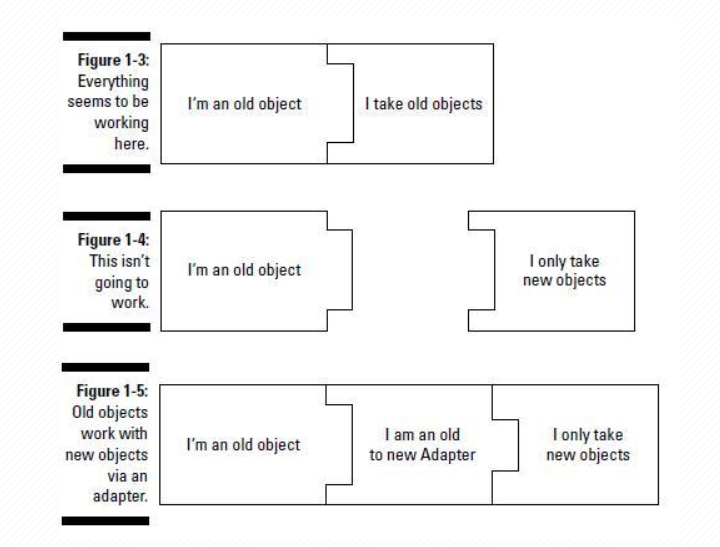 Figure 1-3:
Everything
seems to be
working
here.
I'm an old object
I take old objects
Figure 1-4:
This isn't
going to
work.
I'm an old object
I only take
new objects
Figure 1-5:
Old objects
work with
new objects
via an
adapter.
I'm an old object
I am an old
to new Adapter
I only take
new objects